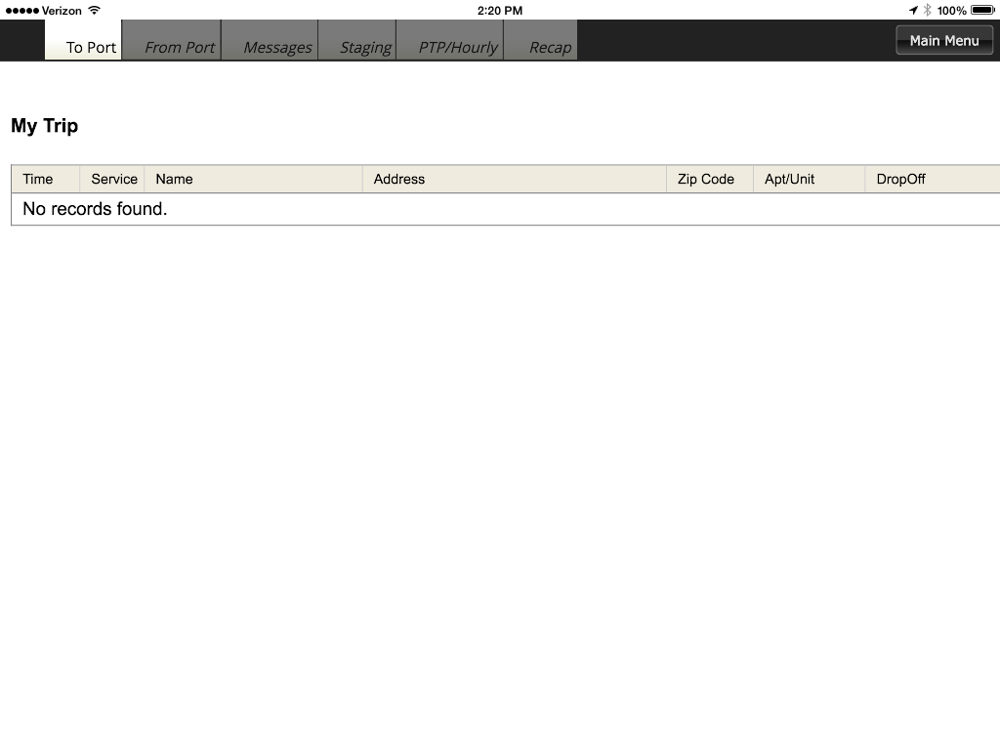 Verizon 2:20 PM 100%
To Port From Port Messages Staging PTP/Hourly Recap Main Menu
My Trip
Time Service Name Address Zip Code Apt/Unit DropOff
No records found.